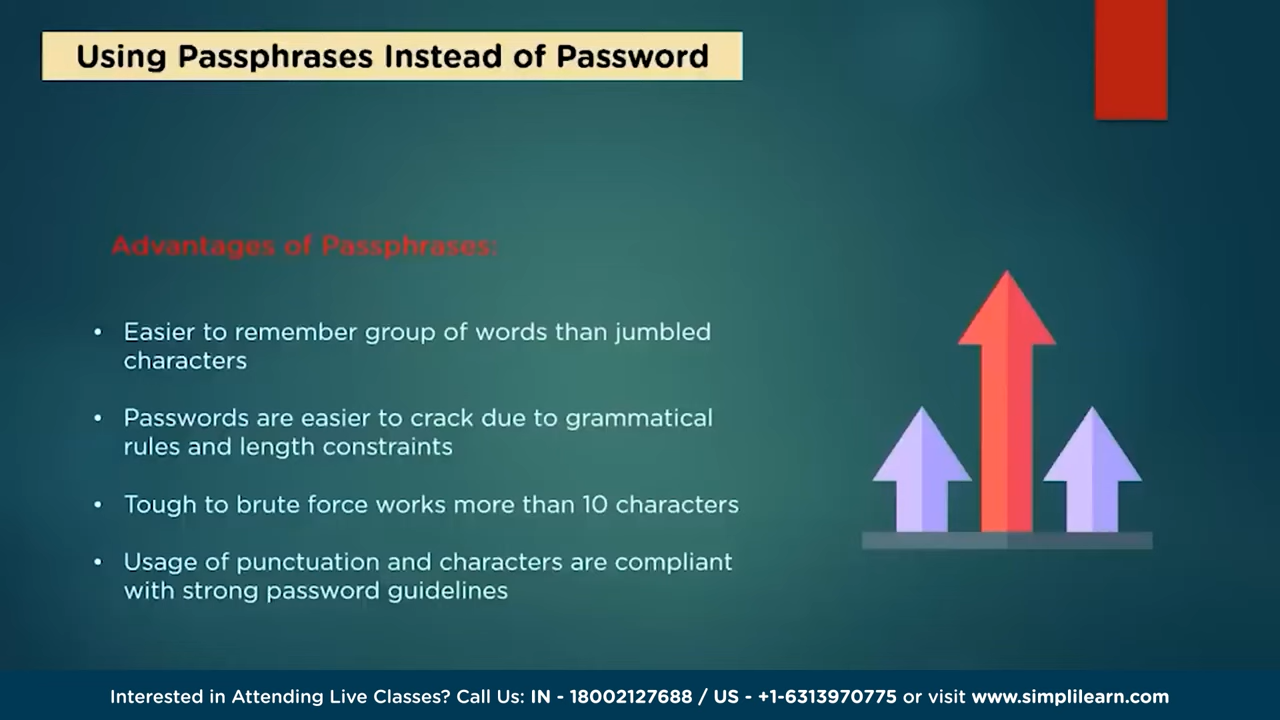 Using Passphrases Instead of Password
Advantages of Passphrases:
• Easier to remember group of words than jumbled
characters
• Passwords are easier to crack due to grammatical
rules and length constraints
• Tough to brute force works more than 10 characters
• Usage of punctuation and characters are compliant
with strong password guidelines
Interested in Attending Live Classes? Call Us: IN - 18002127688 / US - +1-6313970775 or visit www.simplilearn.com